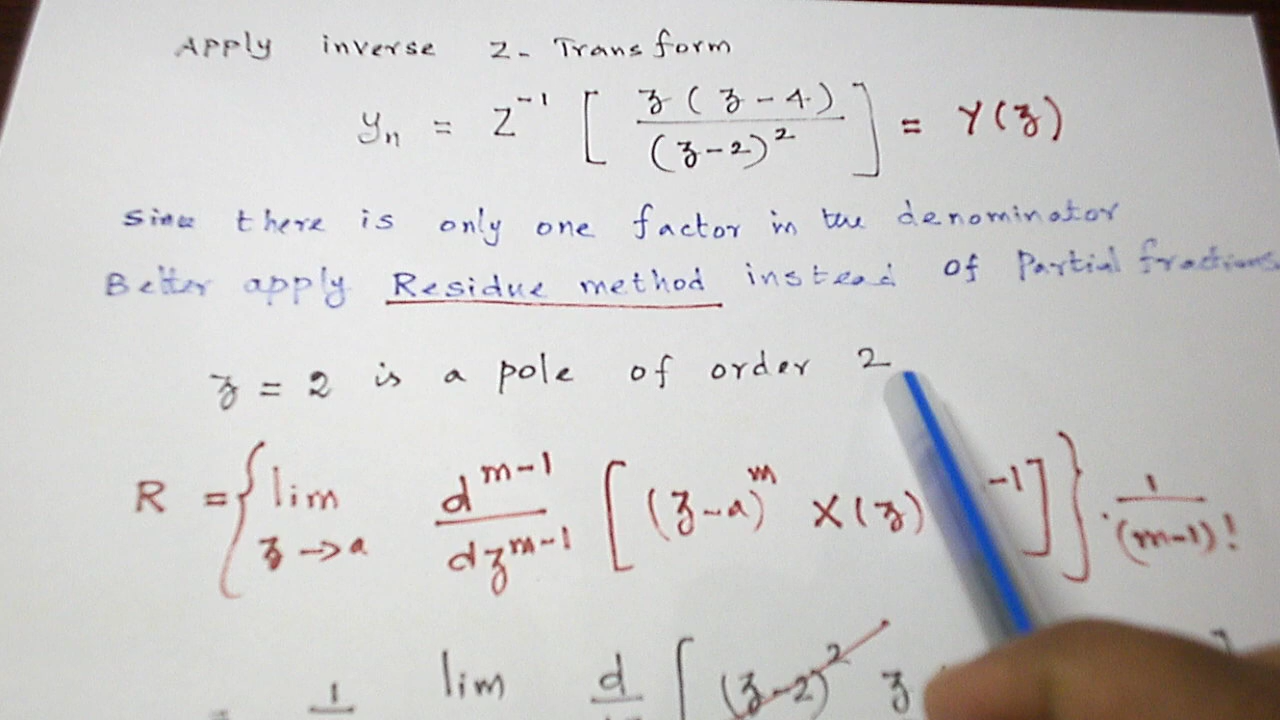 Apply inverse Z- Transform
yₙ = Z⁻¹ [ z(z-4) / (z-2)² ] = Y(z)
Since there is only one factor in the denominator
Better apply Residue method instead of Partial fractions
z = 2 is a pole of order 2
R = { lim z→a d^{m-1}/dz^{m-1} [ (z-a)^m X(z) -1 ] } · 1/(m-1)!
= 1 lim d [ (z-2)² z